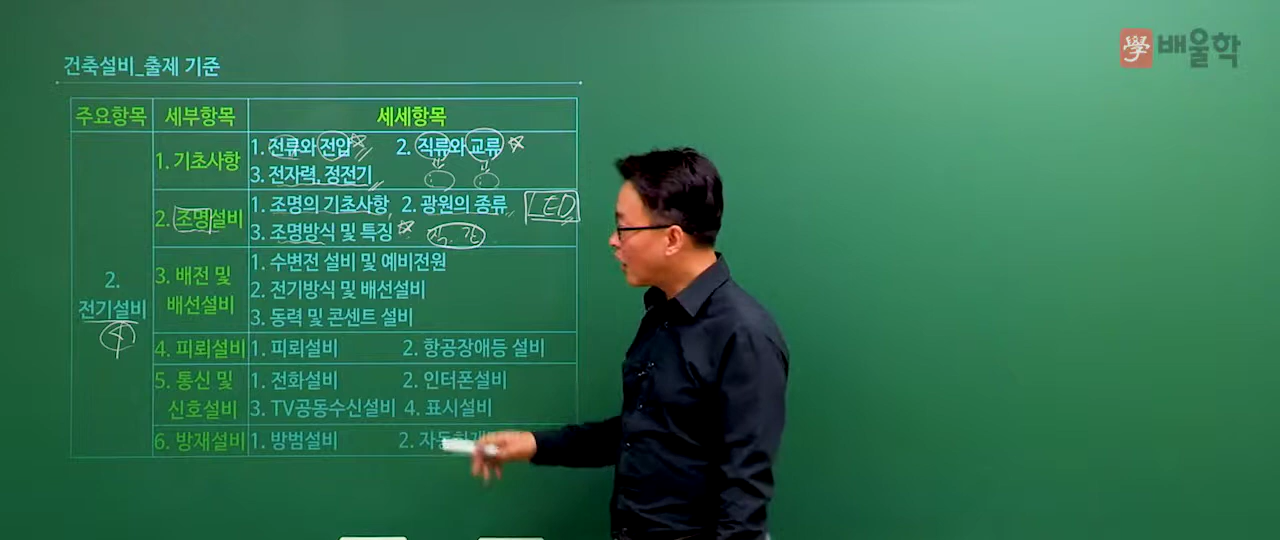 건축설비_출제 기준
學 배울학
주요항목 세부항목 세세항목
1. 기초사항
1. 전류와 전압 2. 직류와 교류
3. 전자력, 정전기
2. 조명설비
1. 조명의 기초사항 2. 광원의 종류 LED
3. 조명방식 및 특징 직. 간
2.
전기설비
4
3. 배전 및
배선설비
1. 수변전 설비 및 예비전원
2. 전기방식 및 배선설비
3. 동력 및 콘센트 설비
4. 피뢰설비 1. 피뢰설비 2. 항공장애등 설비
5. 통신 및
신호설비
1. 전화설비 2. 인터폰설비
3. TV공동수신설비 4. 표시설비
6. 방재설비 1. 방범설비 2.